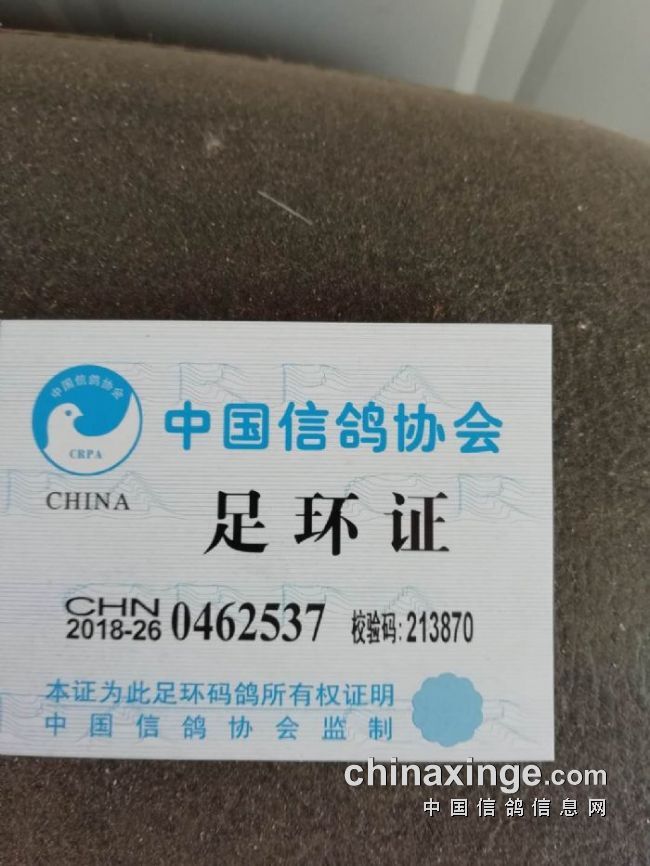 中国信鸽协会
CRPA
CHINA
中国信鸽协会
足环证
CHN
2018-26 0462537 校验码:213870
本证为此足环码鸽所有权证明
中国信鸽协会监制
chinaxinge.com
中国信鸽信息网